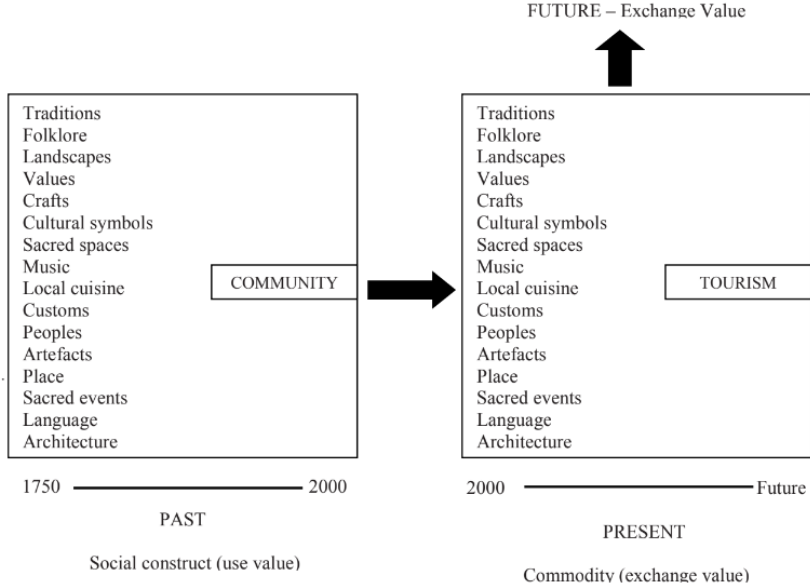 FUTURE – Exchange Value
Traditions
Folklore
Landscapes
Values
Crafts
Cultural symbols
Sacred spaces
Music
Local cuisine
Customs
Peoples
Artefacts
Place
Sacred events
Language
Architecture
COMMUNITY
1750
2000
PAST
Social construct (use value)
Traditions
Folklore
Landscapes
Values
Crafts
Cultural symbols
Sacred spaces
Music
Local cuisine
Customs
Peoples
Artefacts
Place
Sacred events
Language
Architecture
TOURISM
2000
Future
PRESENT
Commodity (exchange value)